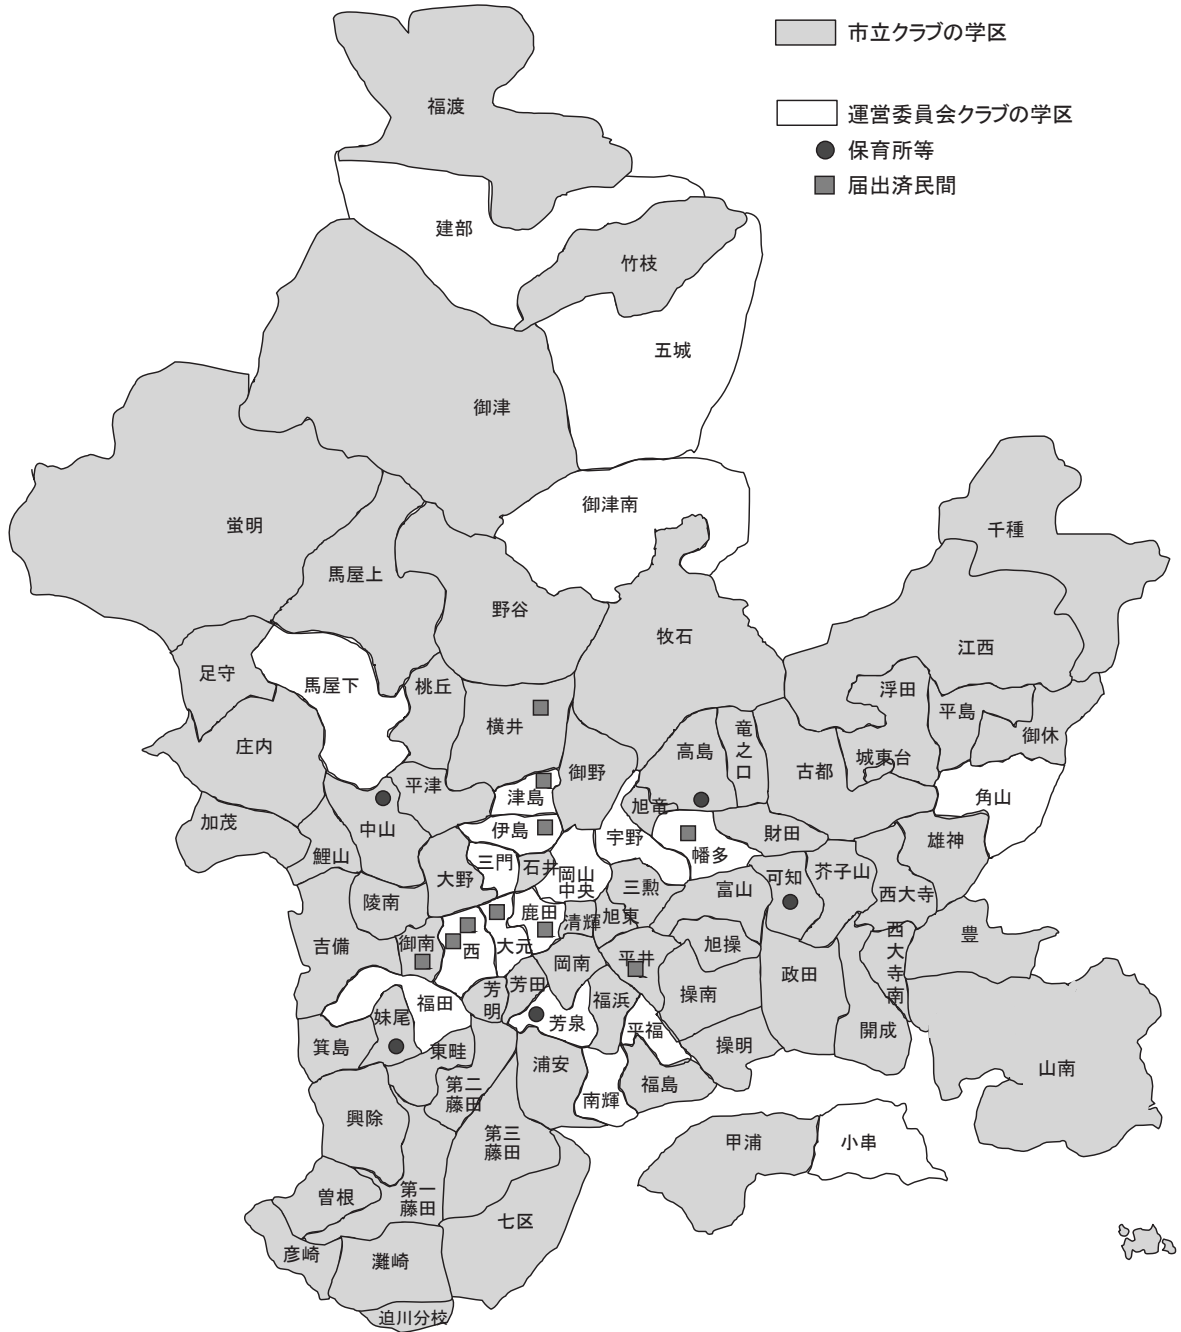 市立クラブの学区
運営委員会クラブの学区
保育所等
届出済民間
福渡
建部
竹枝
五城
御津
御津南
千種
蛍明
馬屋上
野谷
牧石
江西
足守
馬屋下
桃丘
浮田
平島
横井
高島
竜
之
口
御休
庄内
古都
城東台
平津
御野
津島
角山
旭竜
加茂
中山
伊島
宇野
財田
幡多
雄神
鯉山
三門
石井
岡山
中央
大野
三勲
富山
可知
芥子山
西大寺
陵南
鹿田
清輝
旭東
吉備
御南
西
大元
岡南
平井
旭操
西
大
寺
南
豊
政田
芳
明
芳田
福浜
操南
福田
妹尾
芳泉
平福
箕島
東畦
操明
開成
浦安
山南
第二
藤田
福島
南輝
興除
第三
藤田
甲浦
小串
曽根
第一
藤田
七区
彦崎
灘崎
迫川分校